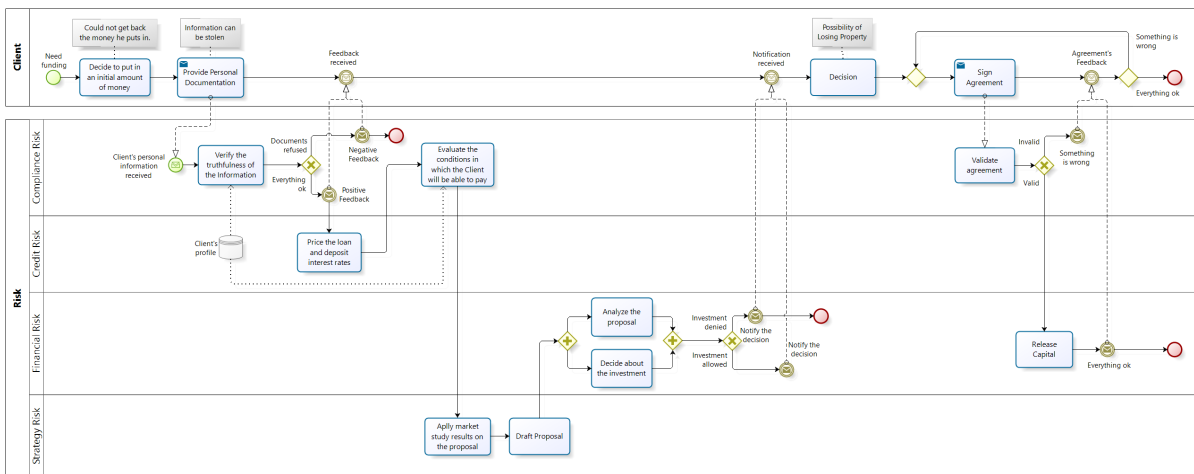 Client
Could not get back
the money he puts in.
Information can
be stolen
Need
funding
Decide to put in
an initial amount
of money
Provide Personal
Documentation
Feedback
received
Notification
received
Possibility of
Losing Property
Decision
Sign
Agreement
Agreement's
Feedback
Something is
wrong
Everything ok
Risk
Compliance Risk
Client's personal
information
received
Verify the
truthfulness of
the Information
Documents
refused
Everything
ok
Negative
Feedback
Positive
Feedback
Evaluate the
conditions in
which the Client
will be able to pay
Validate
agreement
Invalid
Valid
Something
is wrong
Credit Risk
Client's
profile
Price the loan
and deposit
interest rates
Financial Risk
Analyze the
proposal
Decide about
the investment
Investment
denied
Investment
allowed
Notify the
decision
Notify the
decision
Release
Capital
Everything ok
Strategy Risk
Aplly market
study results on
the proposal
Draft Proposal